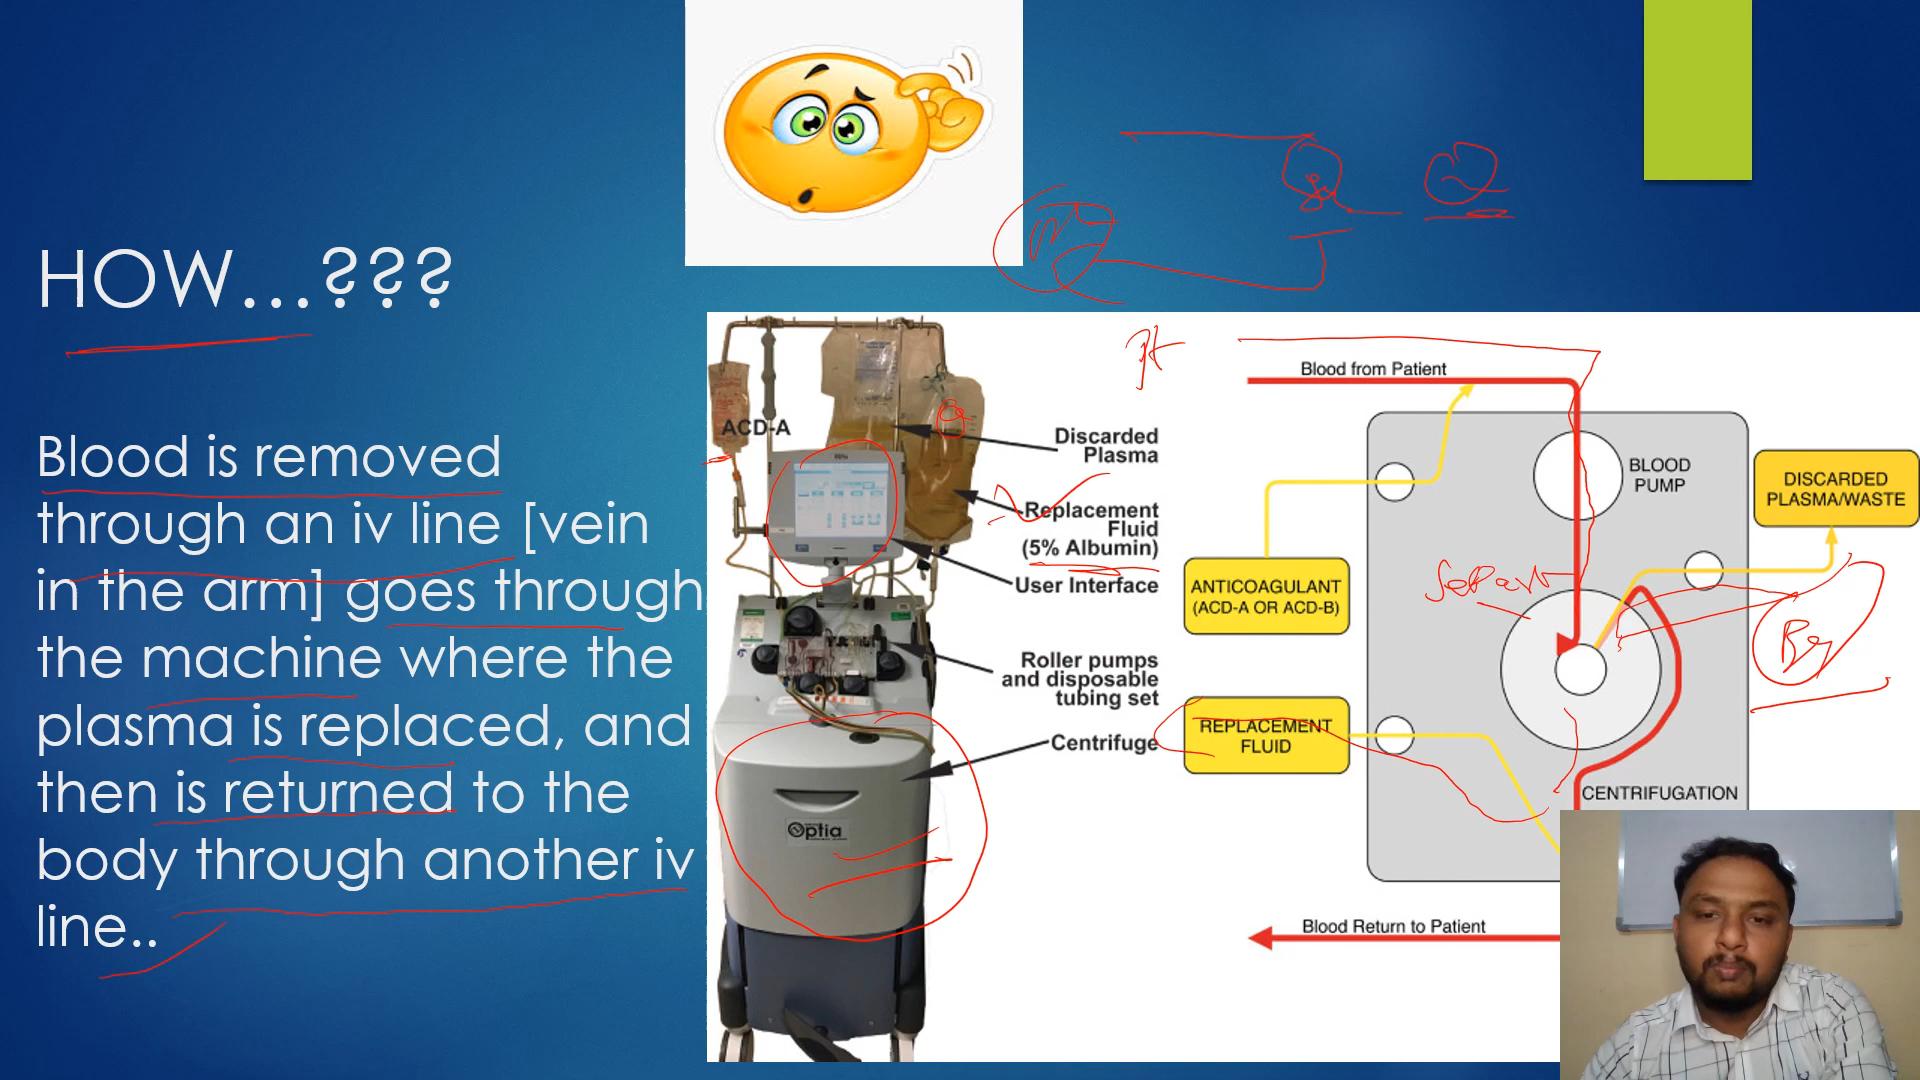 HOW...???
Blood is removed
through an iv line [vein
in the arm] goes through
the machine where the
plasma is replaced, and
then is returned to the
body through another iv
line..
ACD-A
Discarded
Plasma
Replacement
Fluid
(5% Albumin)
User Interface
Roller pumps
and disposable
tubing set
Centrifuge
Optia
Pt
Blood from Patient
BLOOD
PUMP
DISCARDED
PLASMA/WASTE
ANTICOAGULANT
(ACD-A OR ACD-B)
REPLACEMENT
FLUID
CENTRIFUGATION
Blood Return to Patient